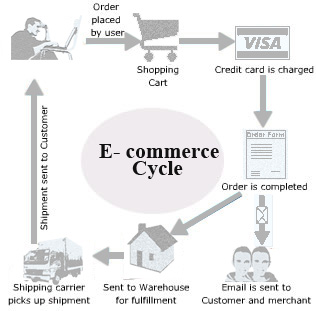 Order
placed
by user
Shopping
Cart
VISA
Credit card is charged
Order Form
Order is completed
E- commerce
Cycle
Shipment sent to Customer
Shipping carrier
picks up shipment
Sent to Warehouse
for fulfillment
Email is sent to
Customer and merchant